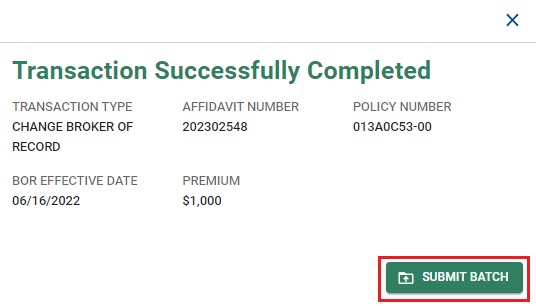 Transaction Successfully Completed
TRANSACTION TYPE
CHANGE BROKER OF
RECORD
AFFIDAVIT NUMBER
202302548
POLICY NUMBER
013A0C53-00
BOR EFFECTIVE DATE
06/16/2022
PREMIUM
$1,000
SUBMIT BATCH